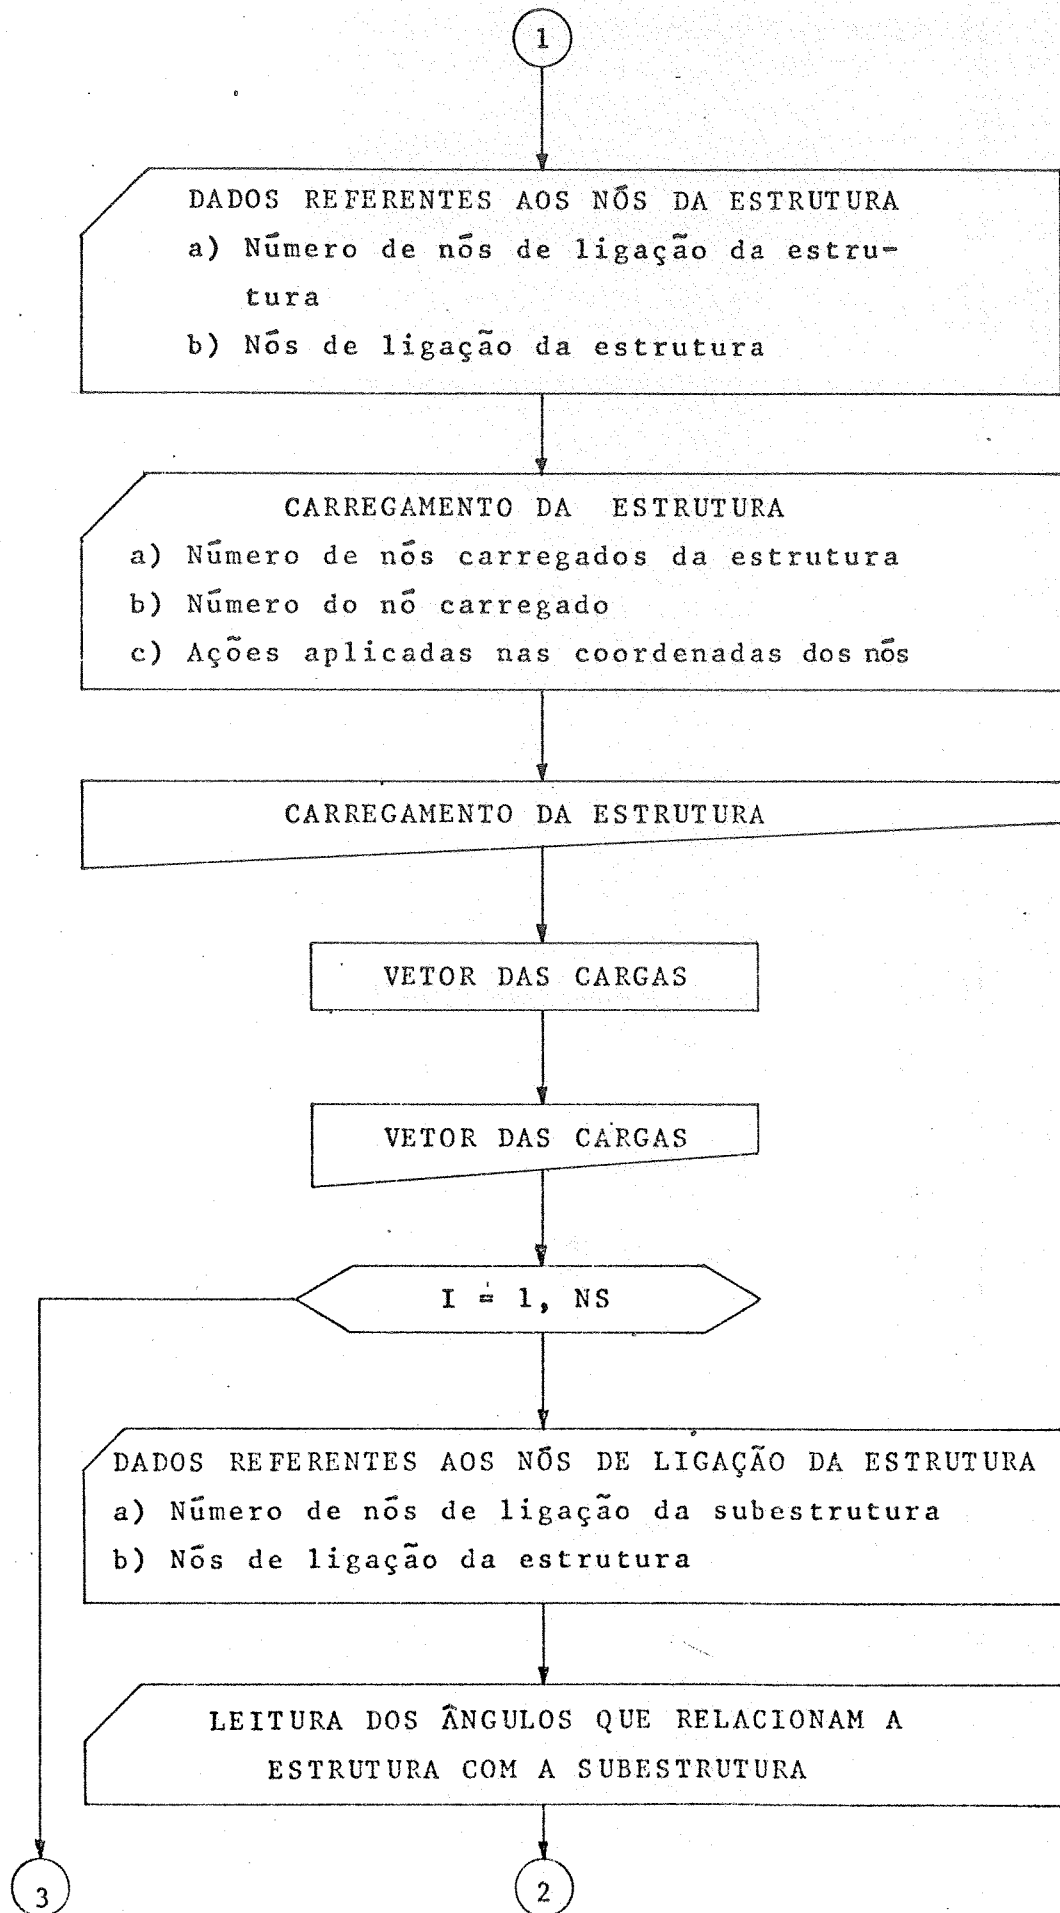 1
DADOS REFERENTES AOS NÓS DA ESTRUTURA
a) Número de nós de ligação da estru-
tura
b) Nós de ligação da estrutura
CARREGAMENTO DA ESTRUTURA
a) Número de nós carregados da estrutura
b) Número do nó carregado
c) Ações aplicadas nas coordenadas dos nós
CARREGAMENTO DA ESTRUTURA
VETOR DAS CARGAS
VETOR DAS CARGAS
I = 1, NS
DADOS REFERENTES AOS NÓS DE LIGAÇÃO DA ESTRUTURA
a) Número de nós de ligação da subestrutura
b) Nós de ligação da estrutura
LEITURA DOS ÂNGULOS QUE RELACIONAM A
ESTRUTURA COM A SUBESTRUTURA
3
2